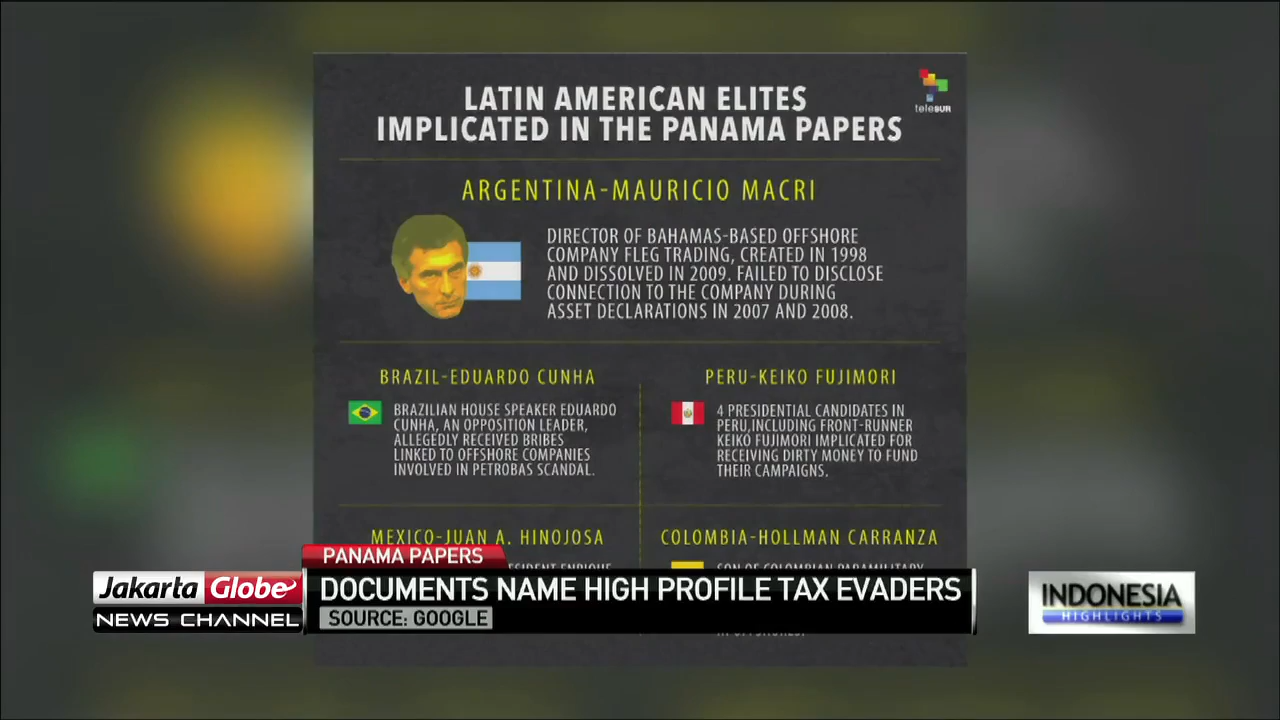 LATIN AMERICAN ELITES
IMPLICATED IN THE PANAMA PAPERS
teleSUR
ARGENTINA-MAURICIO MACRI
DIRECTOR OF BAHAMAS-BASED OFFSHORE
COMPANY FLEG TRADING, CREATED IN 1998
AND DISSOLVED IN 2009. FAILED TO DISCLOSE
CONNECTION TO THE COMPANY DURING
ASSET DECLARATIONS IN 2007 AND 2008.
BRAZIL-EDUARDO CUNHA
BRAZILIAN HOUSE SPEAKER EDUARDO
CUNHA, AN OPPOSITION LEADER,
ALLEGEDLY RECEIVED BRIBES
LINKED TO OFFSHORE COMPANIES
INVOLVED IN PETROBAS SCANDAL.
PERU-KEIKO FUJIMORI
4 PRESIDENTIAL CANDIDATES IN
PERU,INCLUDING FRONT-RUNNER
KEIKO FUJIMORI IMPLICATED FOR
RECEIVING DIRTY MONEY TO FUND
THEIR CAMPAIGNS.
MEXICO-JUAN A. HINOJOSA
COLOMBIA-HOLLMAN CARRANZA
SON OF COLOMBIAN PARAMILITARY
PANAMA PAPERS
DOCUMENTS NAME HIGH PROFILE TAX EVADERS
SOURCE: GOOGLE
Jakarta Globe
NEWS CHANNEL
INDONESIA
HIGHLIGHTS